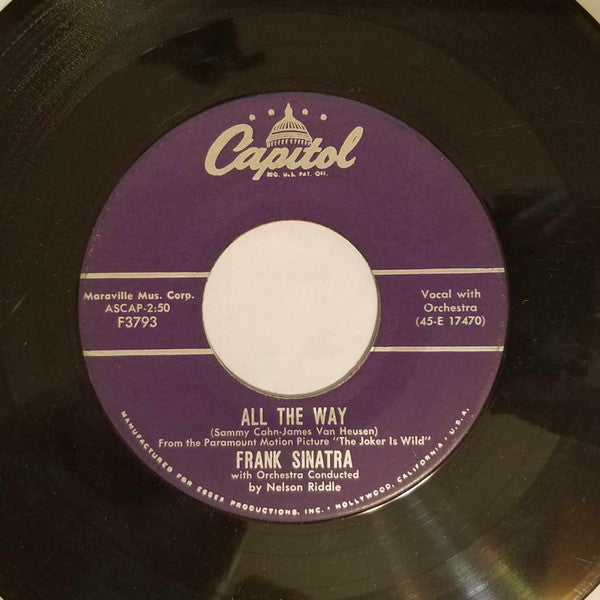 Capitol
REG. U.S. PAT. OFF.
Maraville Mus. Corp.
ASCAP-2:50
F3793
Vocal with
Orchestra
(45-E 17470)
ALL THE WAY
(Sammy Cahn-James Van Heusen)
From the Paramount Motion Picture "The Joker Is Wild"
FRANK SINATRA
with Orchestra Conducted
by Nelson Riddle
MANUFACTURED FOR ESSEX PRODUCTIONS, INC. • HOLLYWOOD, CALIFORNIA, U.S.A.